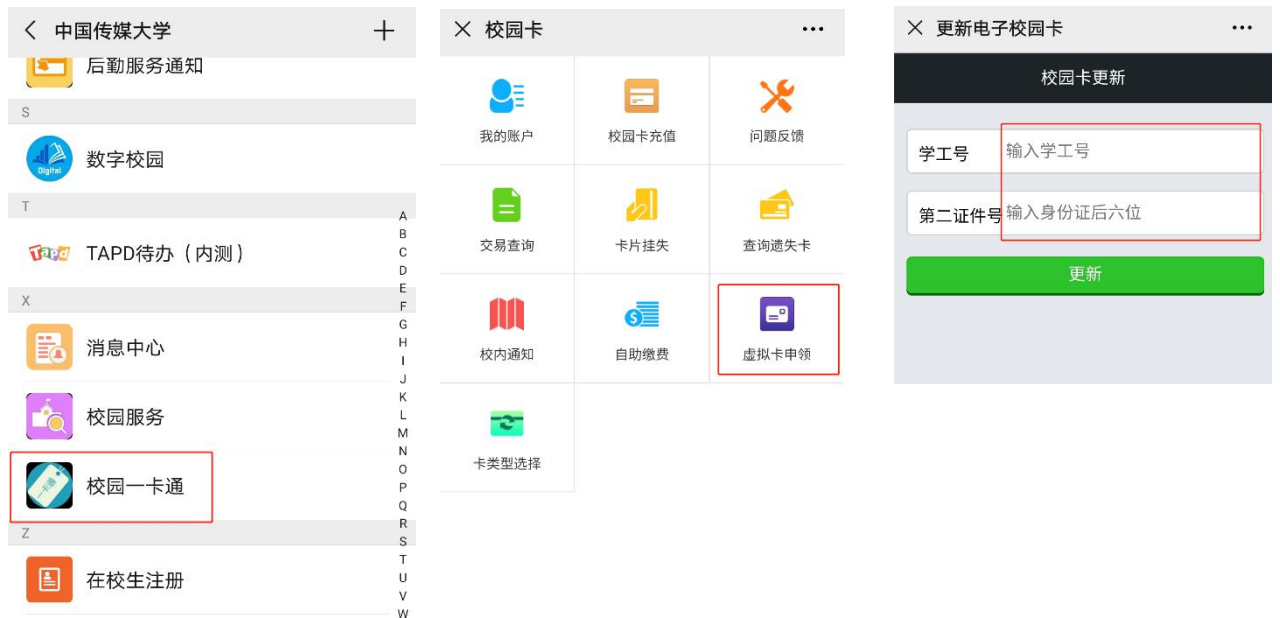 中国传媒大学
后勤服务通知
S
Digital
数字校园
T
Tapd
TAPD待办（内测）
X
消息中心
校园服务
一卡通
校园一卡通
Z
在校生注册
A
B
C
D
E
F
G
H
I
J
K
L
M
N
O
P
Q
R
S
T
U
V
W
校园卡
我的账户
校园卡充值
问题反馈
交易查询
卡片挂失
查询遗失卡
校内通知
自助缴费
虚拟卡申领
卡类型选择
更新电子校园卡
校园卡更新
学工号 输入学工号
第二证件号 输入身份证后六位
更新